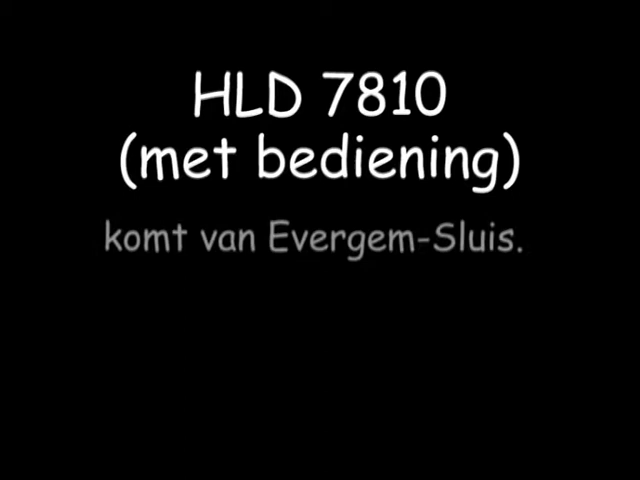 HLD 7810
(met bediening)
komt van Evergem-Sluis.